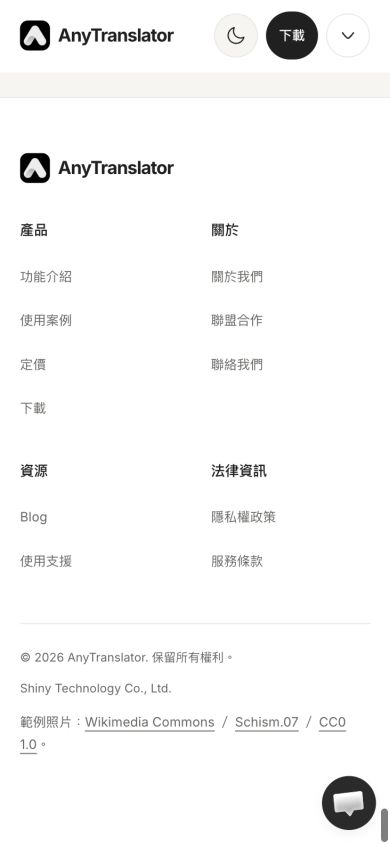 AnyTranslator
下載
AnyTranslator
產品
功能介紹
使用案例
定價
下載
關於
關於我們
聯盟合作
聯絡我們
資源
Blog
使用支援
法律資訊
隱私權政策
服務條款
© 2026 AnyTranslator. 保留所有權利。
Shiny Technology Co., Ltd.
範例照片：Wikimedia Commons / Schism.07 / CC0
1.0。